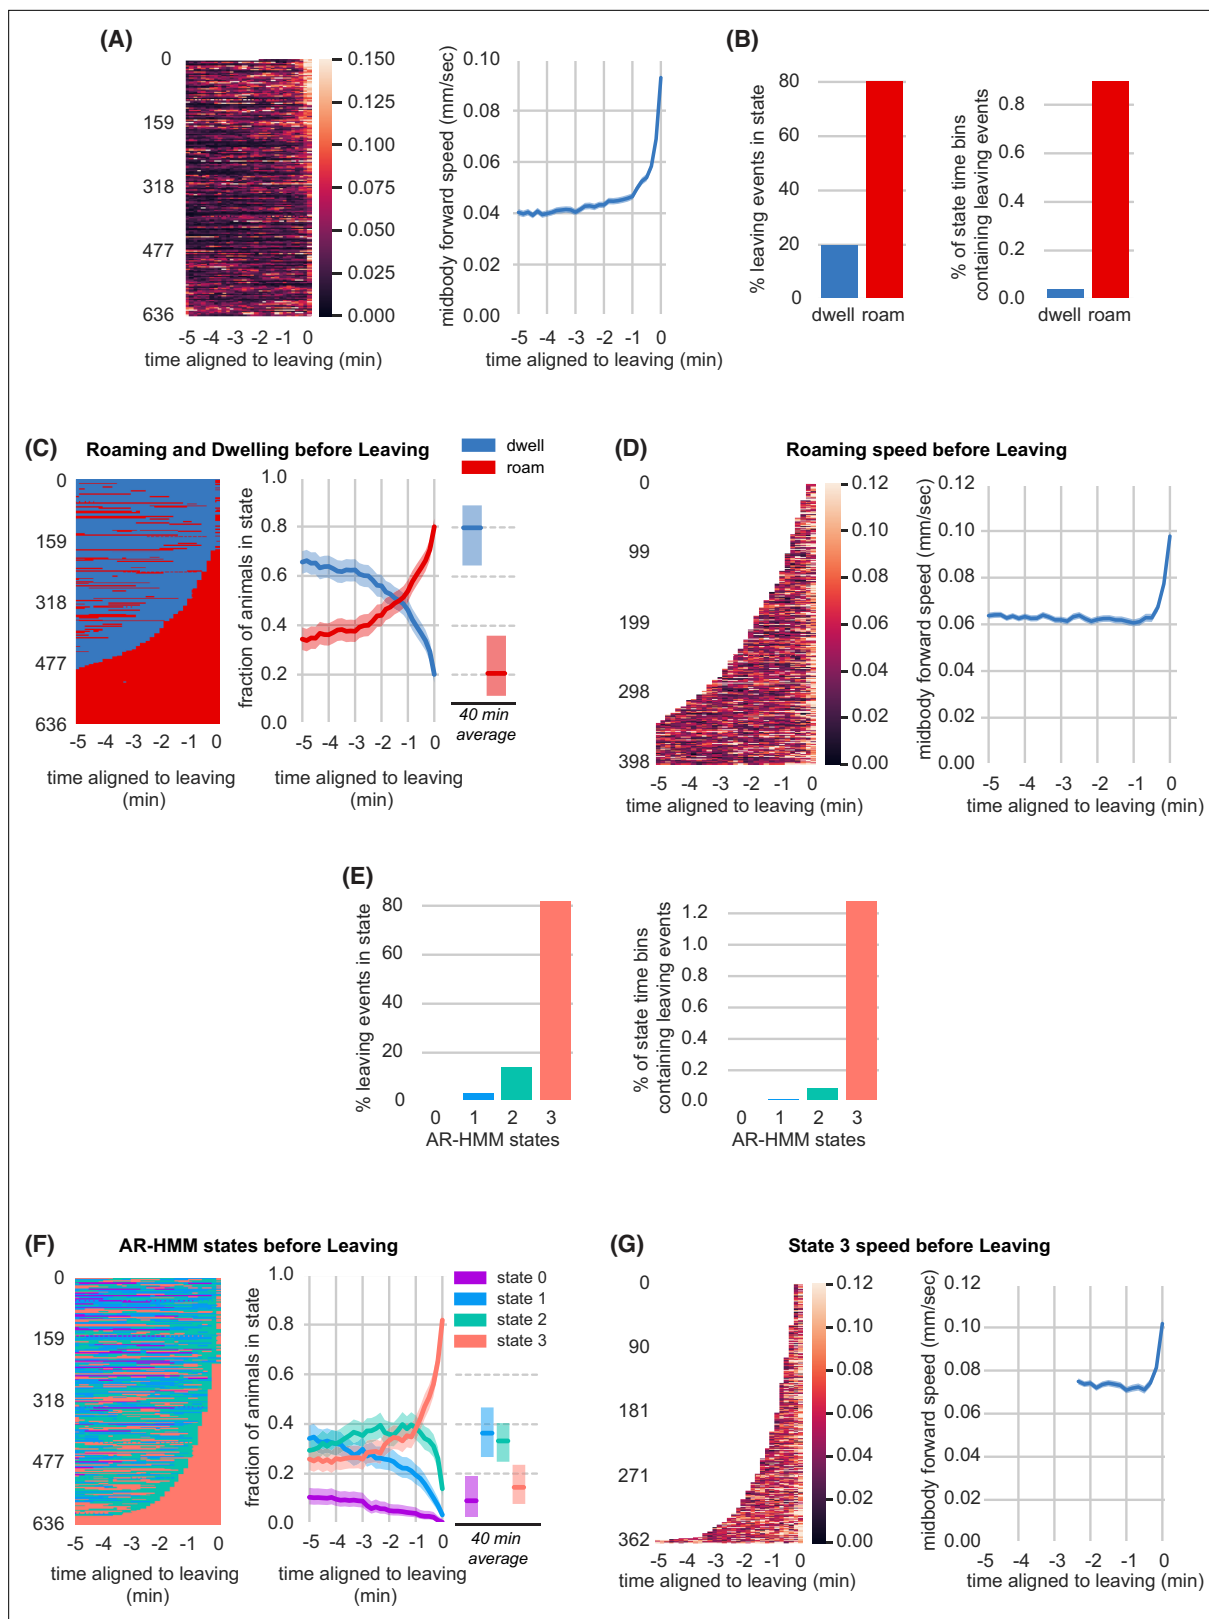 (A)
0
159
318
477
636
-5 -4 -3 -2 -1 0
time aligned to leaving (min)
0.150
0.125
0.100
0.075
0.050
0.025
0.000
midbody forward speed (mm/sec)
0.10
0.08
0.06
0.04
0.02
0.00
-5 -4 -3 -2 -1 0
time aligned to leaving (min)
(B)
% leaving events in state
80
60
40
20
0
dwell roam
% of state time bins
containing leaving events
0.8
0.6
0.4
0.2
0.0
dwell roam
(C)
Roaming and Dwelling before Leaving
dwell
roam
0
159
318
477
636
-5 -4 -3 -2 -1 0
time aligned to leaving
(min)
fraction of animals in state
1.0
0.8
0.6
0.4
0.2
0.0
-5 -4 -3 -2 -1 0
time aligned to leaving
(min)
40 min
average
(D)
Roaming speed before Leaving
0
99
199
298
398
-5 -4 -3 -2 -1 0
time aligned to leaving (min)
0.12
0.10
0.08
0.06
0.04
0.02
0.00
midbody forward speed (mm/sec)
0.12
0.10
0.08
0.06
0.04
0.02
0.00
-5 -4 -3 -2 -1 0
time aligned to leaving (min)
(E)
% leaving events in state
80
60
40
20
0
0 1 2 3
AR-HMM states
% of state time bins
containing leaving events
1.2
1.0
0.8
0.6
0.4
0.2
0.0
0 1 2 3
AR-HMM states
(F)
AR-HMM states before Leaving
state 0
state 1
state 2
state 3
0
159
318
477
636
-5 -4 -3 -2 -1 0
time aligned to leaving
(min)
fraction of animals in state
1.0
0.8
0.6
0.4
0.2
0.0
-5 -4 -3 -2 -1 0
time aligned to leaving
(min)
40 min
average
(G)
State 3 speed before Leaving
0
90
181
271
362
-5 -4 -3 -2 -1 0
time aligned to leaving (min)
0.12
0.10
0.08
0.06
0.04
0.02
0.00
midbody forward speed (mm/sec)
0.12
0.10
0.08
0.06
0.04
0.02
0.00
-5 -4 -3 -2 -1 0
time aligned to leaving (min)